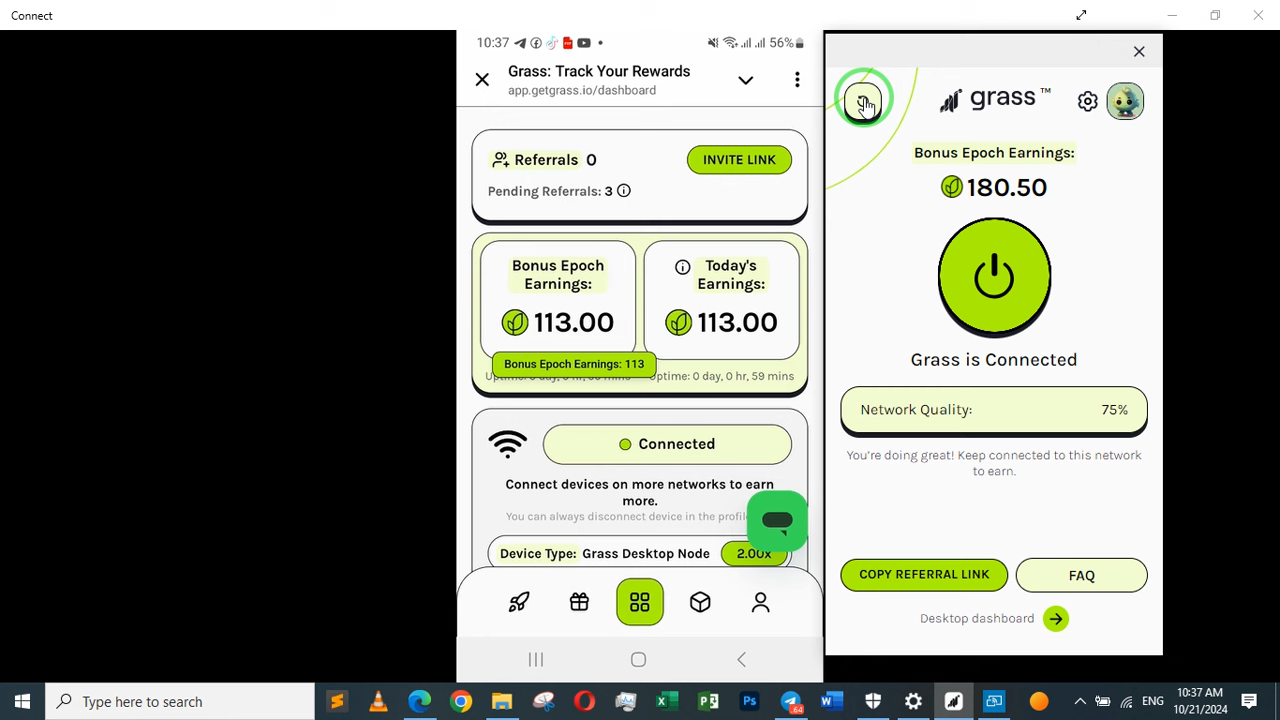 Connect
10:37 56%
Grass: Track Your Rewards
app.getgrass.io/dashboard
Referrals 0
INVITE LINK
Pending Referrals: 3
Bonus Epoch
Earnings:
113.00
Today's
Earnings:
113.00
Bonus Epoch Earnings: 113
Uptime: 0 day, 0 hr, 59 mins
Connected
Connect devices on more networks to earn
more.
You can always disconnect device in the
Device Type: Grass Desktop Node 2.00x
grass ™
Bonus Epoch Earnings:
180.50
Grass is Connected
Network Quality: 75%
You're doing great! Keep connected to this network
to earn.
COPY REFERRAL LINK
FAQ
Desktop dashboard
Type here to search
64
ENG
10:37 AM
10/21/2024